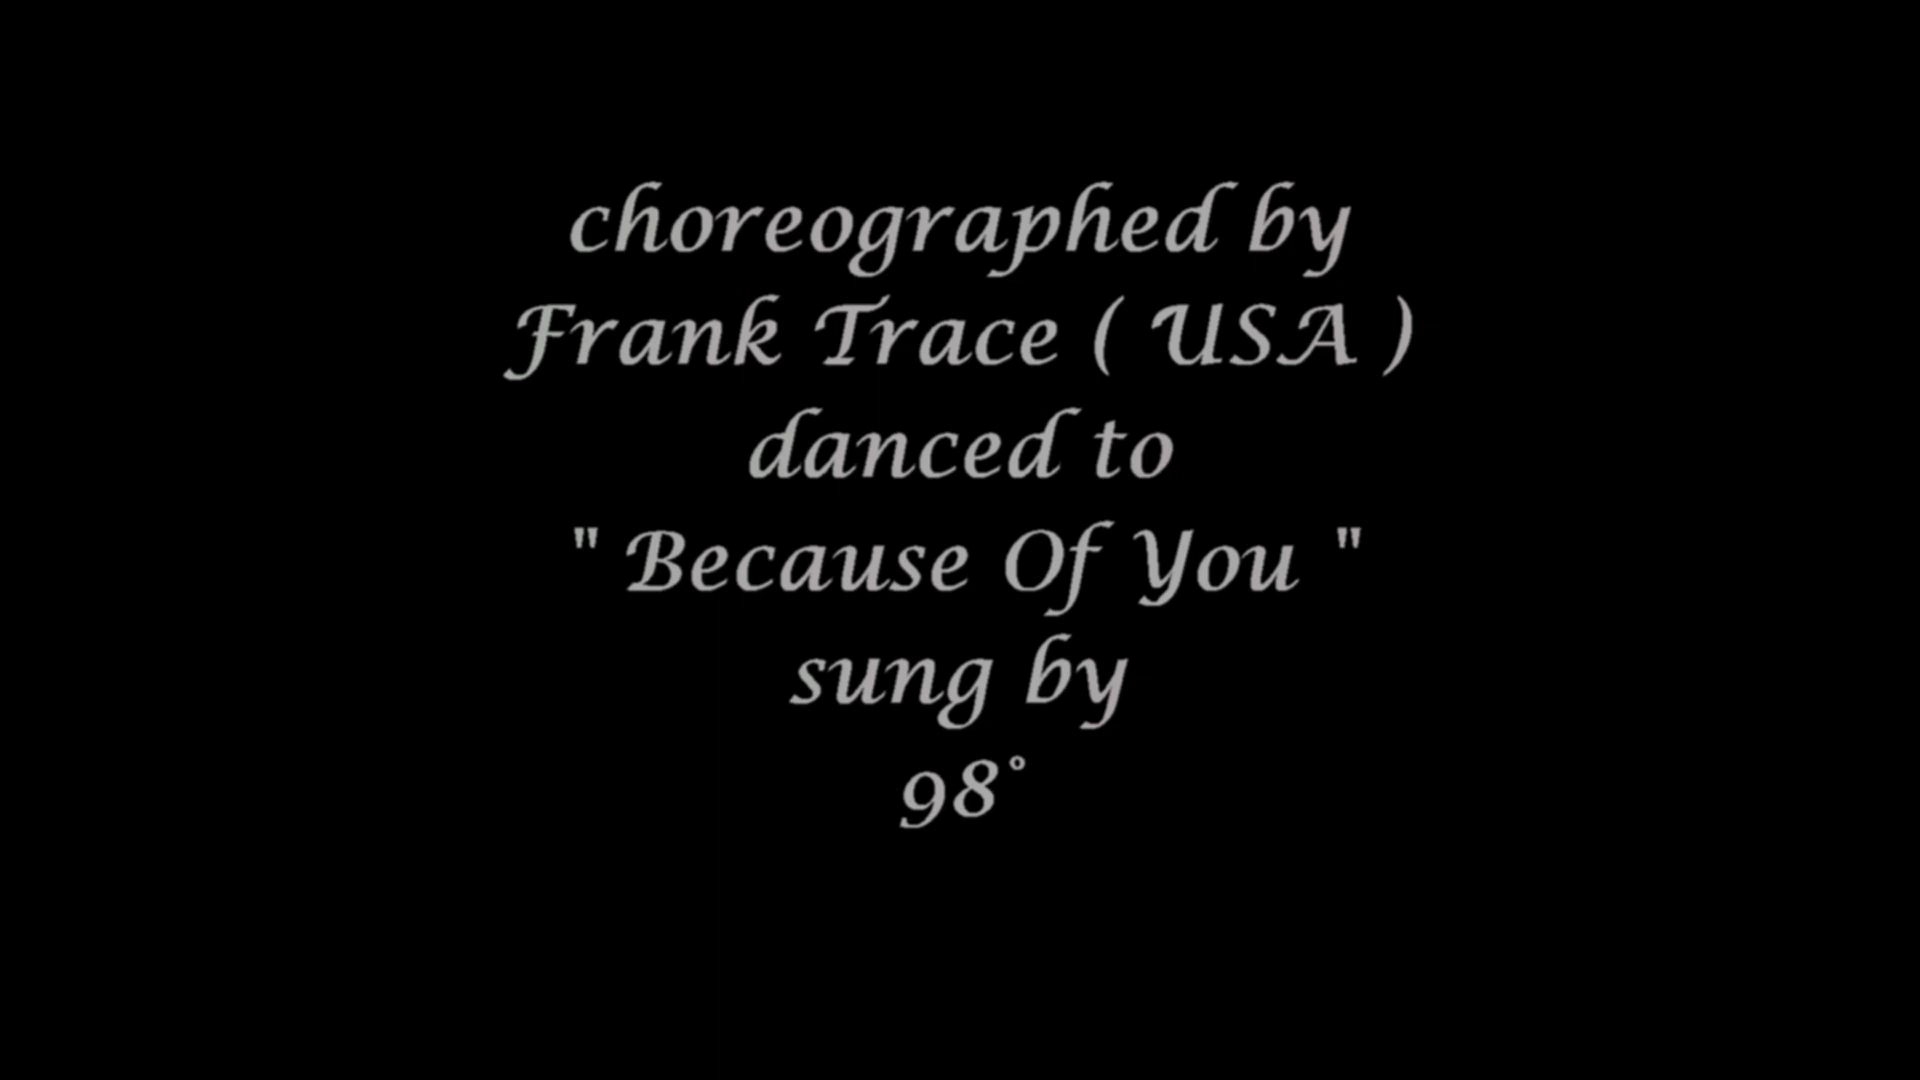 choreographed by
Frank Trace ( USA )
danced to
" Because Of You "
sung by
98°